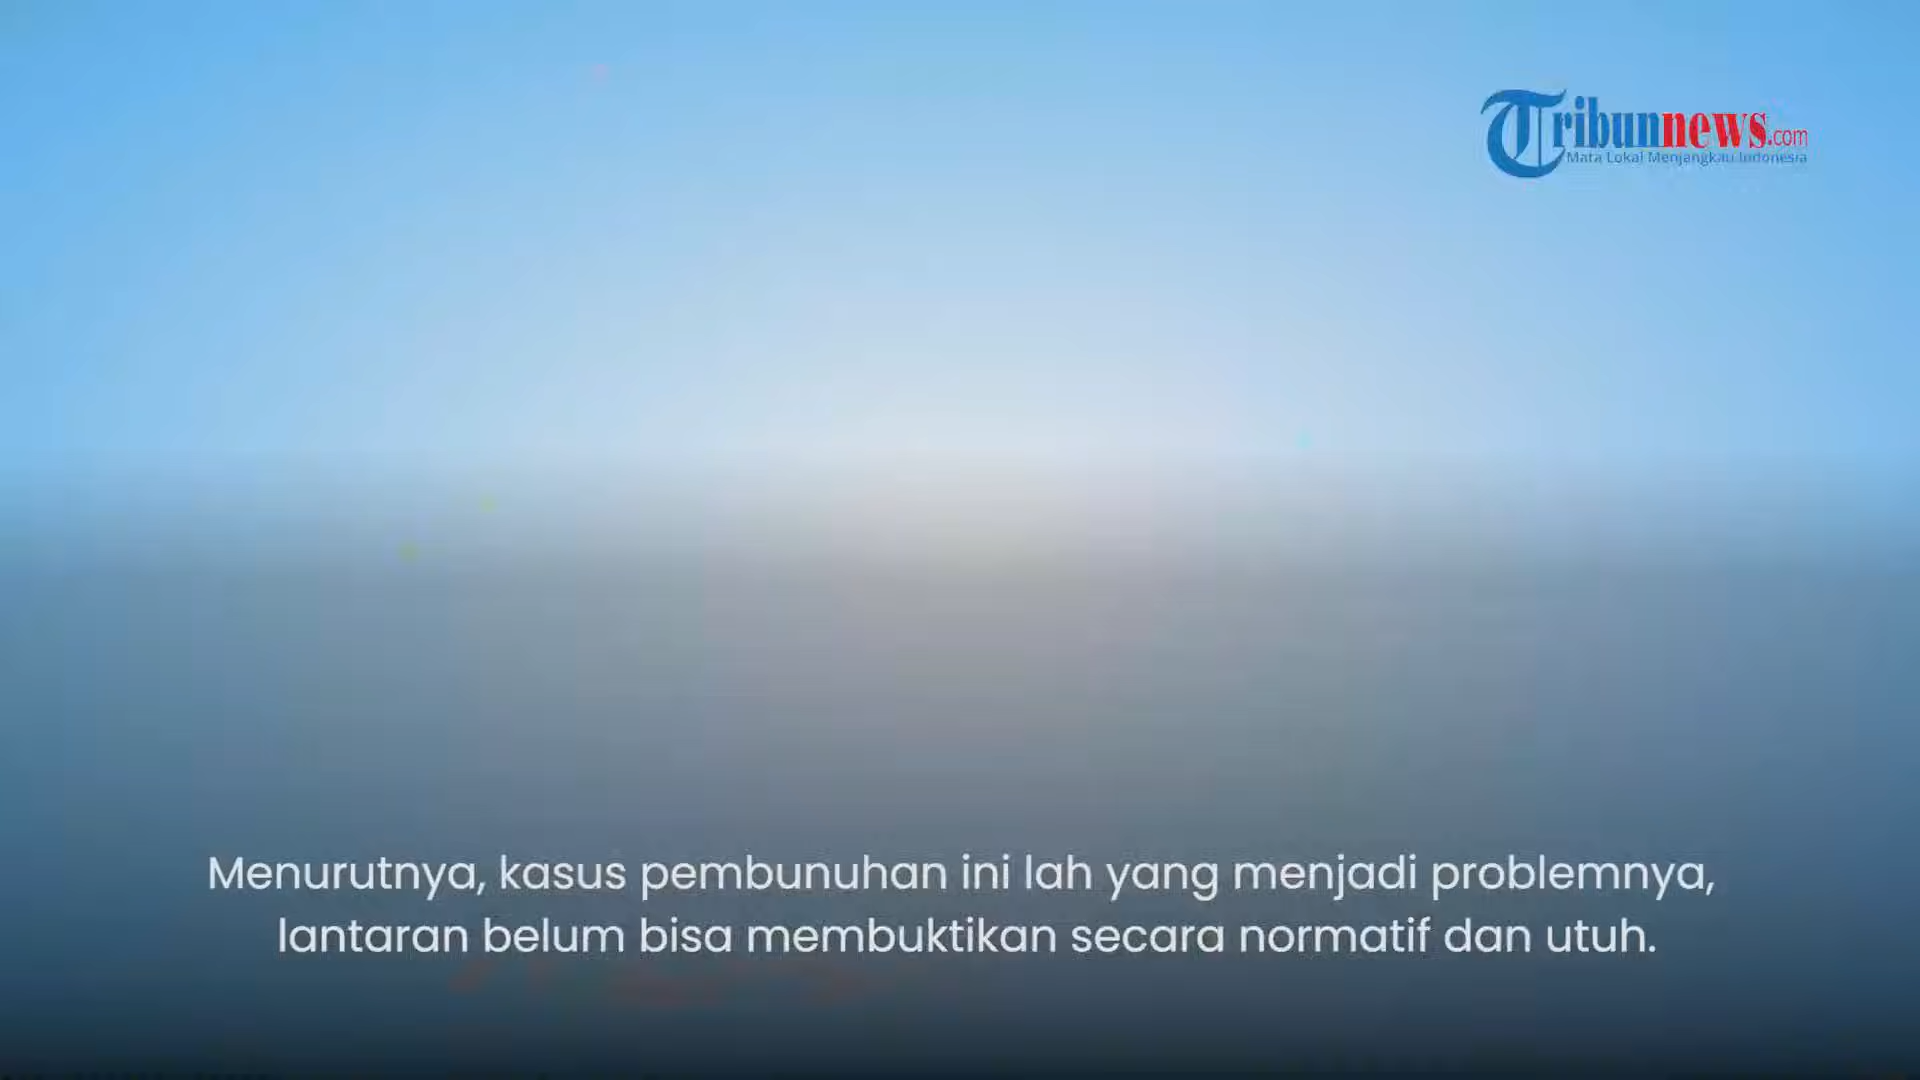 Tribunnews.com
Mata Lokal Menjangkau Indonesia
Menurutnya, kasus pembunuhan ini lah yang menjadi problemnya,
lantaran belum bisa membuktikan secara normatif dan utuh.